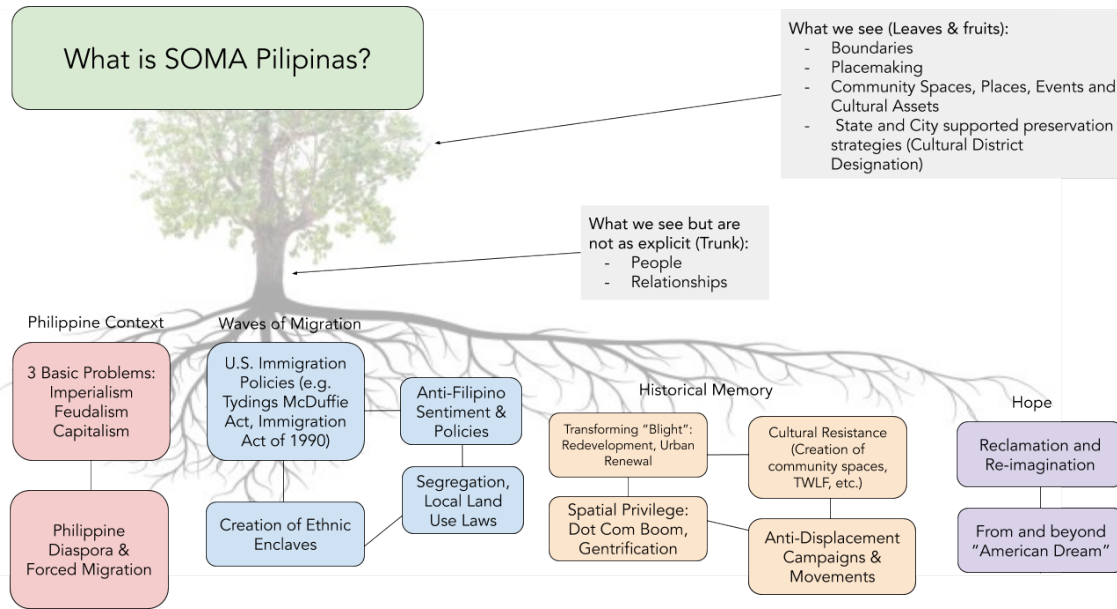 What is SOMA Pilipinas?
What we see (Leaves & fruits):
- Boundaries
- Placemaking
- Community Spaces, Places, Events and
Cultural Assets
- State and City supported preservation
strategies (Cultural District
Designation)
What we see but are
not as explicit (Trunk):
- People
- Relationships
Philippine Context
3 Basic Problems:
Imperialism
Feudalism
Capitalism
Philippine
Diaspora &
Forced Migration
Waves of Migration
U.S. Immigration
Policies (e.g.
Tydings McDuffie
Act, Immigration
Act of 1990)
Creation of Ethnic
Enclaves
Anti-Filipino
Sentiment &
Policies
Segregation,
Local Land
Use Laws
Historical Memory
Transforming “Blight”:
Redevelopment, Urban
Renewal
Spatial Privilege:
Dot Com Boom,
Gentrification
Cultural Resistance
(Creation of
community spaces,
TWLF, etc.)
Anti-Displacement
Campaigns &
Movements
Hope
Reclamation and
Re-imagination
From and beyond
“American Dream”